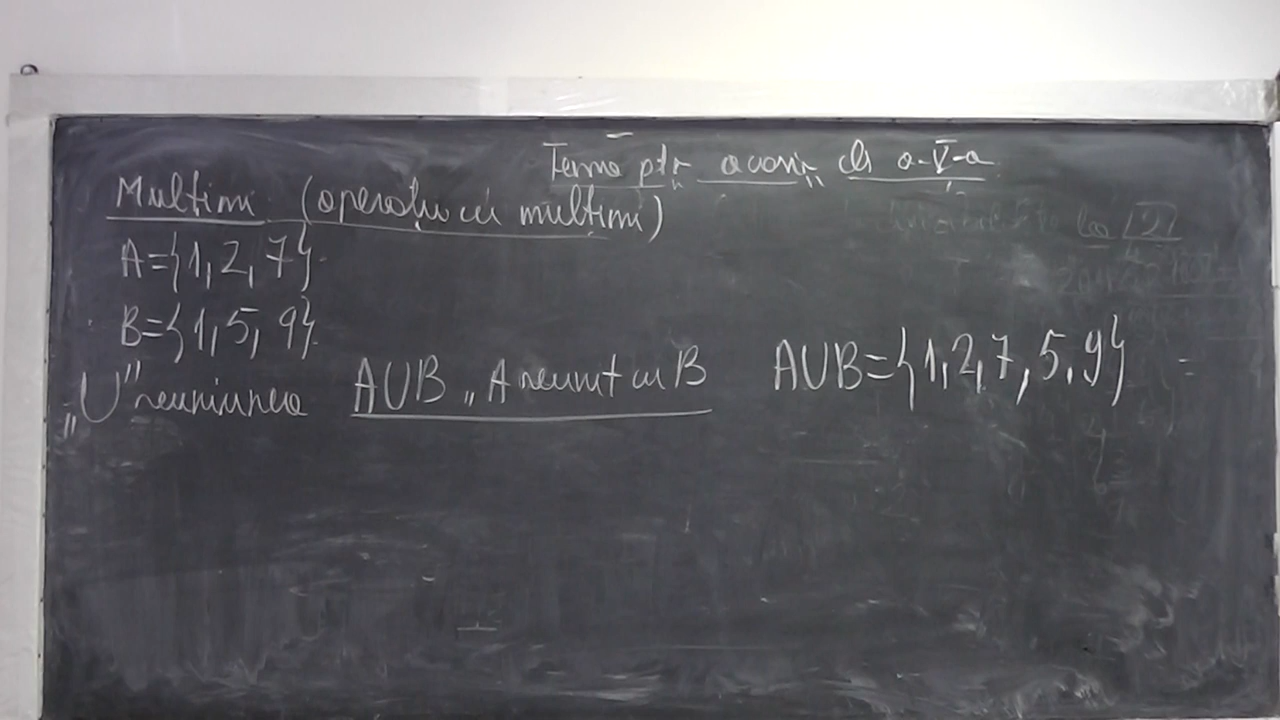 Tema ptr acasă cls a-V-a
Mulțimi (operații cu mulțimi)
A={1, 2, 7}
B={1, 5, 9}
„U" reuniunea AUB „A reunit cu B AUB={1, 2, 7, 5, 9} =